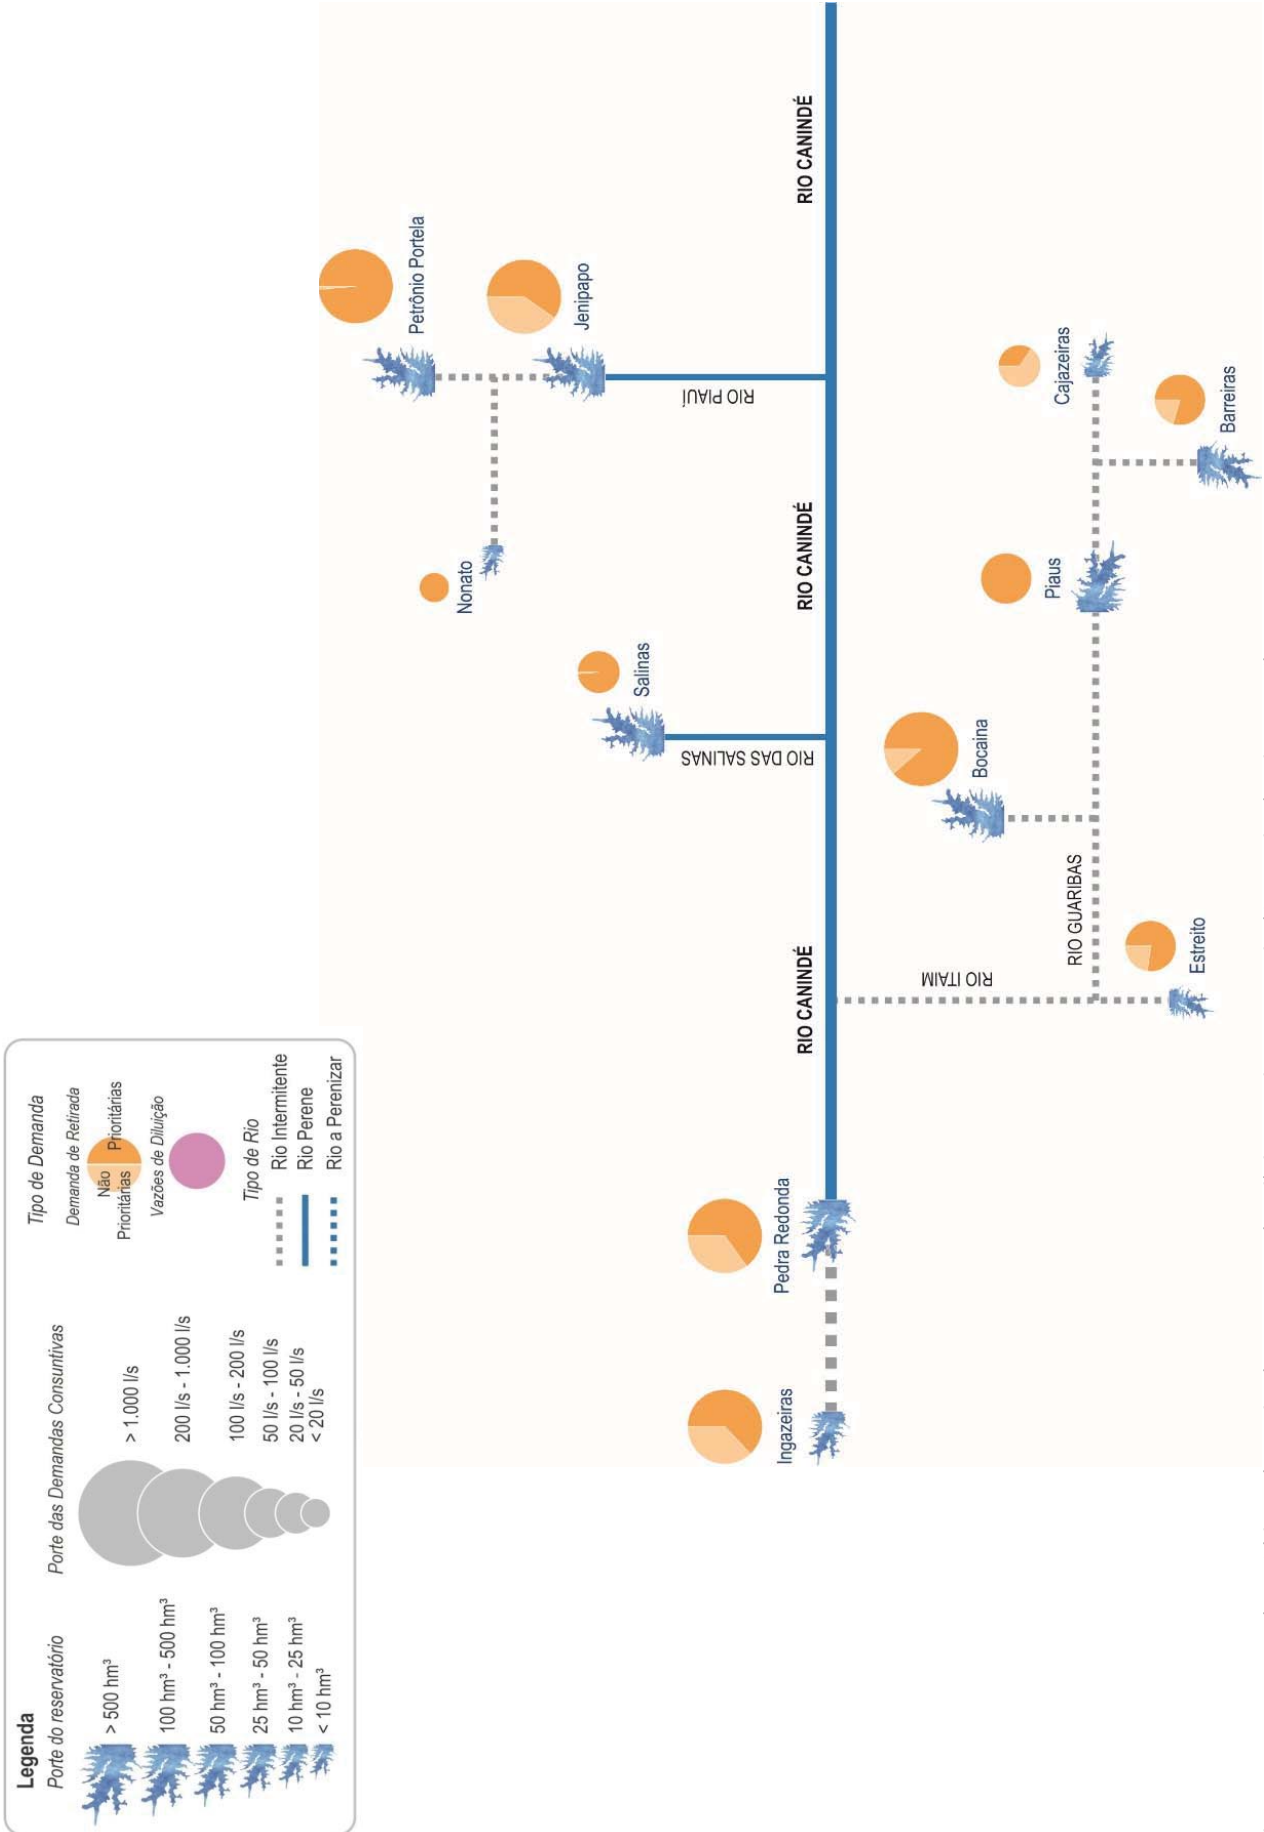 Legenda
Porte do reservatório
> 500 hm³
100 hm³ - 500 hm³
50 hm³ - 100 hm³
25 hm³ - 50 hm³
10 hm³ - 25 hm³
< 10 hm³
Porte das Demandas Consuntivas
> 1.000 l/s
200 l/s - 1.000 l/s
100 l/s - 200 l/s
50 l/s - 100 l/s
20 l/s - 50 l/s
< 20 l/s
Tipo de Demanda
Demanda de Retirada
Não
Prioritárias
Prioritárias
Vazões de Diluição
Tipo de Rio
Rio Intermitente
Rio Perene
Rio a Perenizar
Petrônio Portela
Jenipapo
Nonato
RIO PIAUÍ
Salinas
RIO DAS SALINAS
Ingazeiras
Pedra Redonda
RIO CANINDÉ
RIO CANINDÉ
RIO CANINDÉ
RIO ITAIM
RIO GUARIBAS
Bocaina
Piaus
Cajazeiras
Estreito
Barreiras